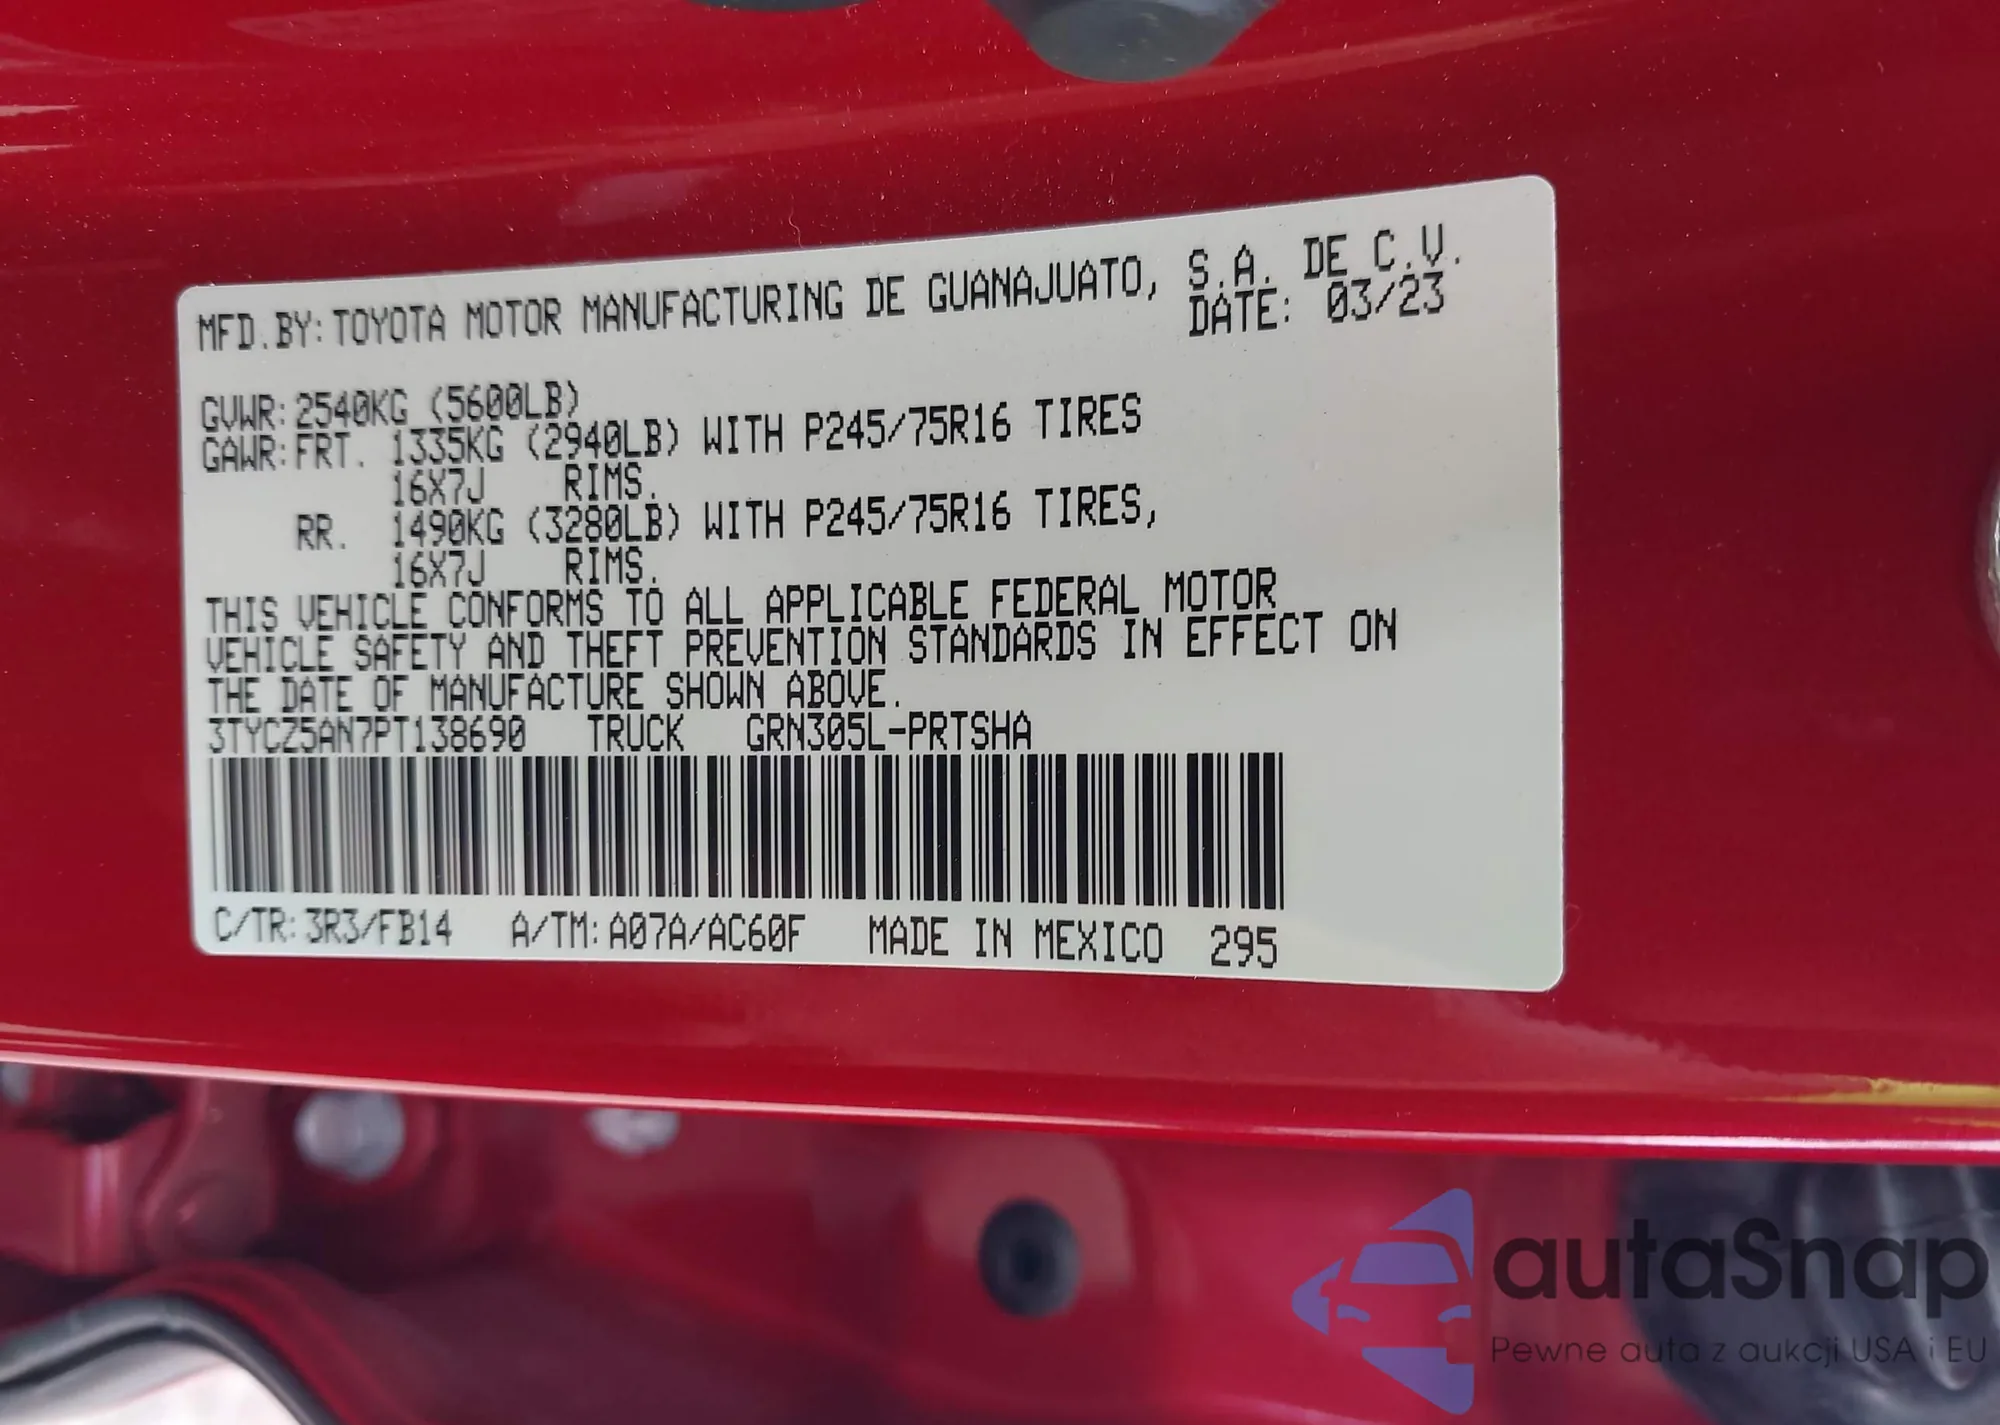 MFD.BY: TOYOTA MOTOR MANUFACTURING DE GUANAJUATO, S.A. DE C.V.
DATE: 03/23
GVWR: 2540KG (5600LB)
GAWR: FRT. 1335KG (2940LB) WITH P245/75R16 TIRES
16X7J RIMS.
RR. 1490KG (3280LB) WITH P245/75R16 TIRES,
16X7J RIMS.
THIS VEHICLE CONFORMS TO ALL APPLICABLE FEDERAL MOTOR
VEHICLE SAFETY AND THEFT PREVENTION STANDARDS IN EFFECT ON
THE DATE OF MANUFACTURE SHOWN ABOVE.
3TYCZ5AN7PT138690 TRUCK GRN305L-PRTSHA
C/TR: 3R3/FB14 A/TM: A07A/AC60F MADE IN MEXICO 295
autaSnap
Pewne auta z aukcji USA i EU